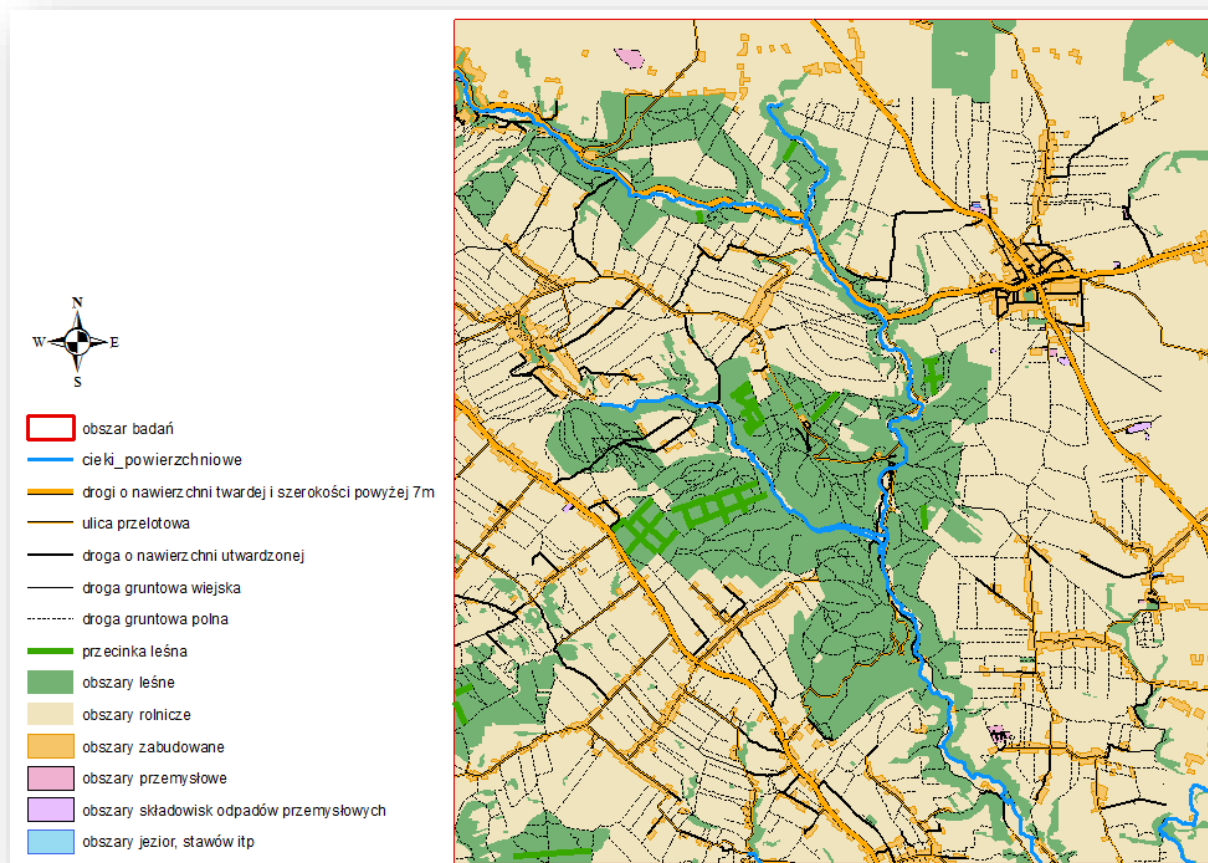 N
W E
S
obszar badań
cieki_powierzchniowe
drogi o nawierzchni twardej i szerokości powyżej 7m
ulica przelotowa
droga o nawierzchni utwardzonej
droga gruntowa wiejska
droga gruntowa polna
przecinka leśna
obszary leśne
obszary rolnicze
obszary zabudowane
obszary przemysłowe
obszary składowisk odpadów przemysłowych
obszary jezior, stawów itp